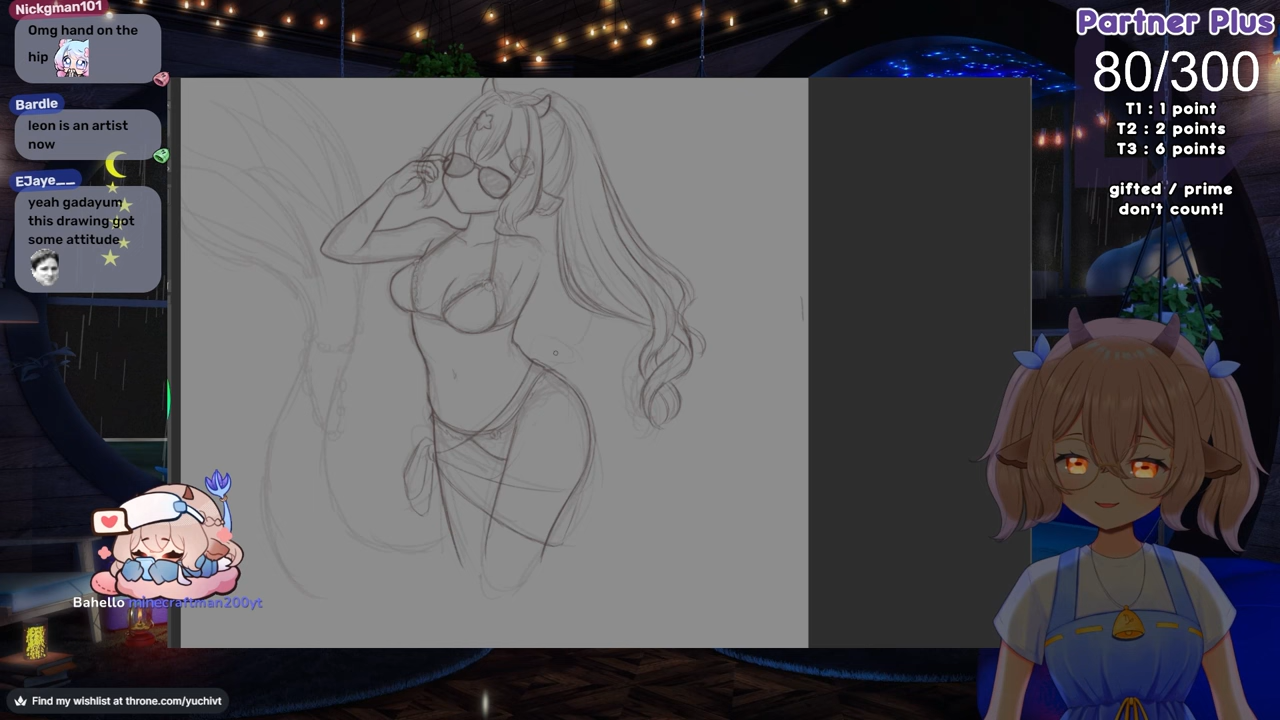 Nickgman101
Omg hand on the
hip
Bardle
leon is an artist
now
EJaye__
yeah gadayum
this drawing got
some attitude
Bahello minecraftman200yt
Find my wishlist at throne.com/yuchivt
Partner Plus
80/300
T1 : 1 point
T2 : 2 points
T3 : 6 points
gifted / prime
don't count!